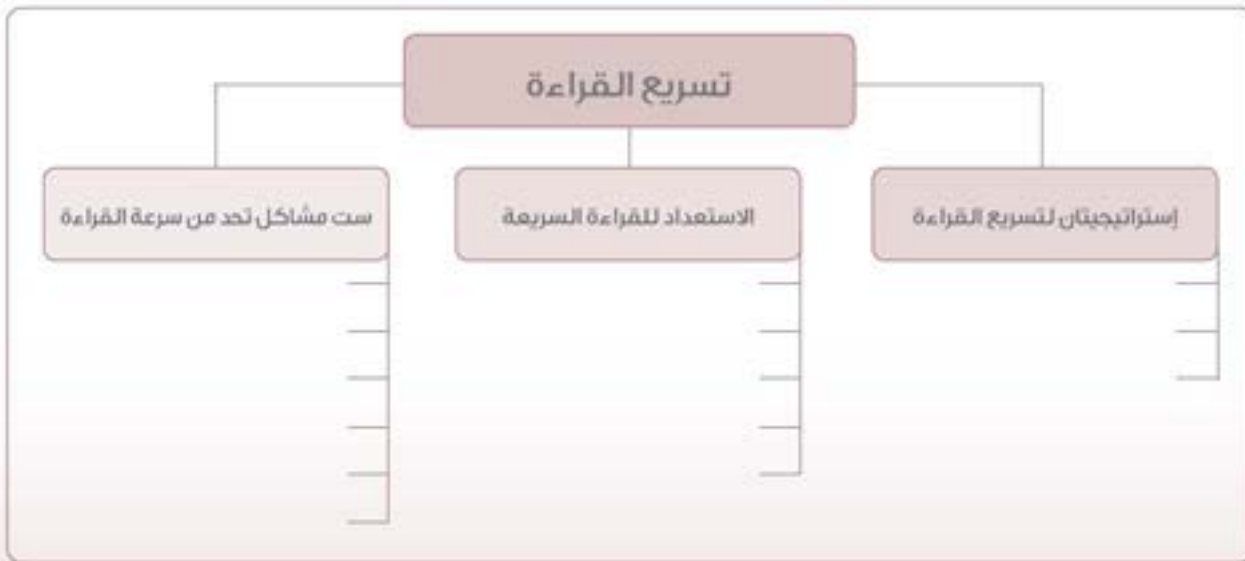 تسريع القراءة
إستراتيجيتان لتسريع القراءة
الاستعداد للقراءة السريعة
ست مشاكل تحد من سرعة القراءة